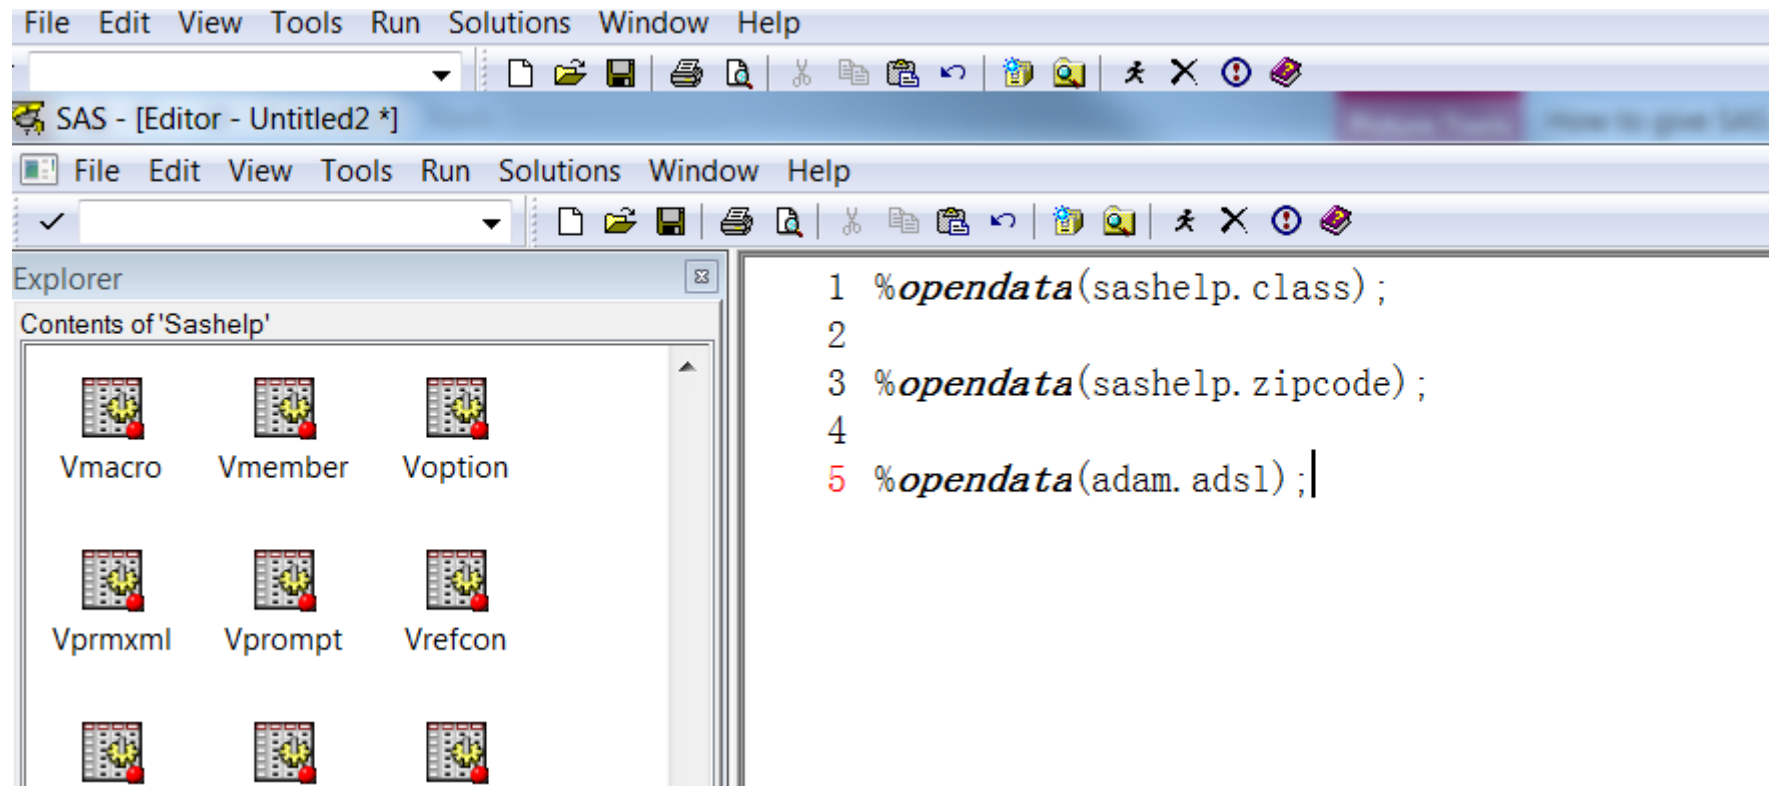 File Edit View Tools Run Solutions Window Help
SAS - [Editor - Untitled2 *]
File Edit View Tools Run Solutions Window Help
Explorer
Contents of 'Sashelp'
Vmacro Vmember Voption
Vprmxml Vprompt Vrefcon
1 %opendata(sashelp.class);
2
3 %opendata(sashelp.zipcode);
4
5 %opendata(adam.adsl);